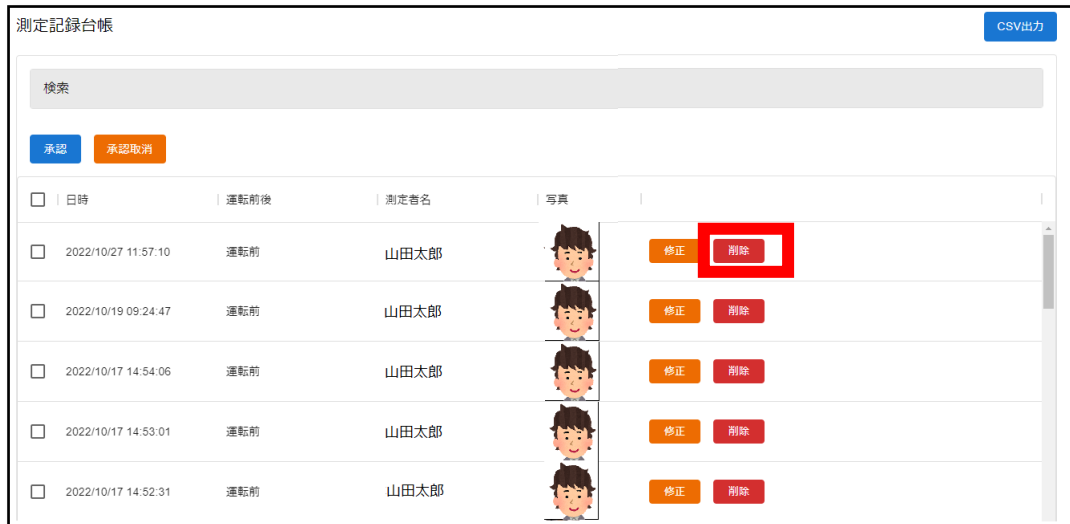 測定記録台帳 CSV出力
検索
承認 承認取消
日時 運転前後 測定者名 写真
2022/10/27 11:57:10 運転前 山田太郎 修正 削除
2022/10/19 09:24:47 運転前 山田太郎 修正 削除
2022/10/17 14:54:06 運転前 山田太郎 修正 削除
2022/10/17 14:53:01 運転前 山田太郎 修正 削除
2022/10/17 14:52:31 運転前 山田太郎 修正 削除